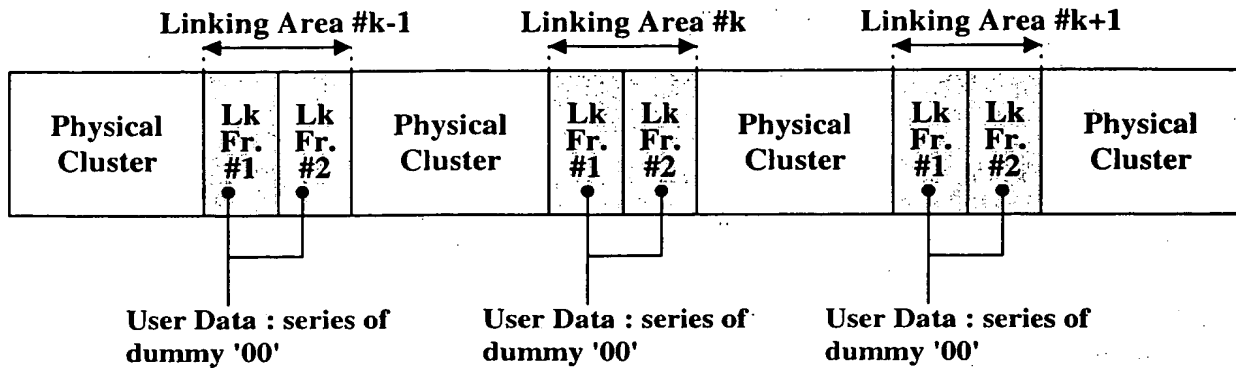 Linking Area #k-1
Linking Area #k
Linking Area #k+1
Physical
Cluster
Lk
Fr.
#1
Lk
Fr.
#2
Physical
Cluster
Lk
Fr.
#1
Lk
Fr.
#2
Physical
Cluster
Lk
Fr.
#1
Lk
Fr.
#2
Physical
Cluster
User Data : series of
dummy '00'
User Data : series of
dummy '00'
User Data : series of
dummy '00'